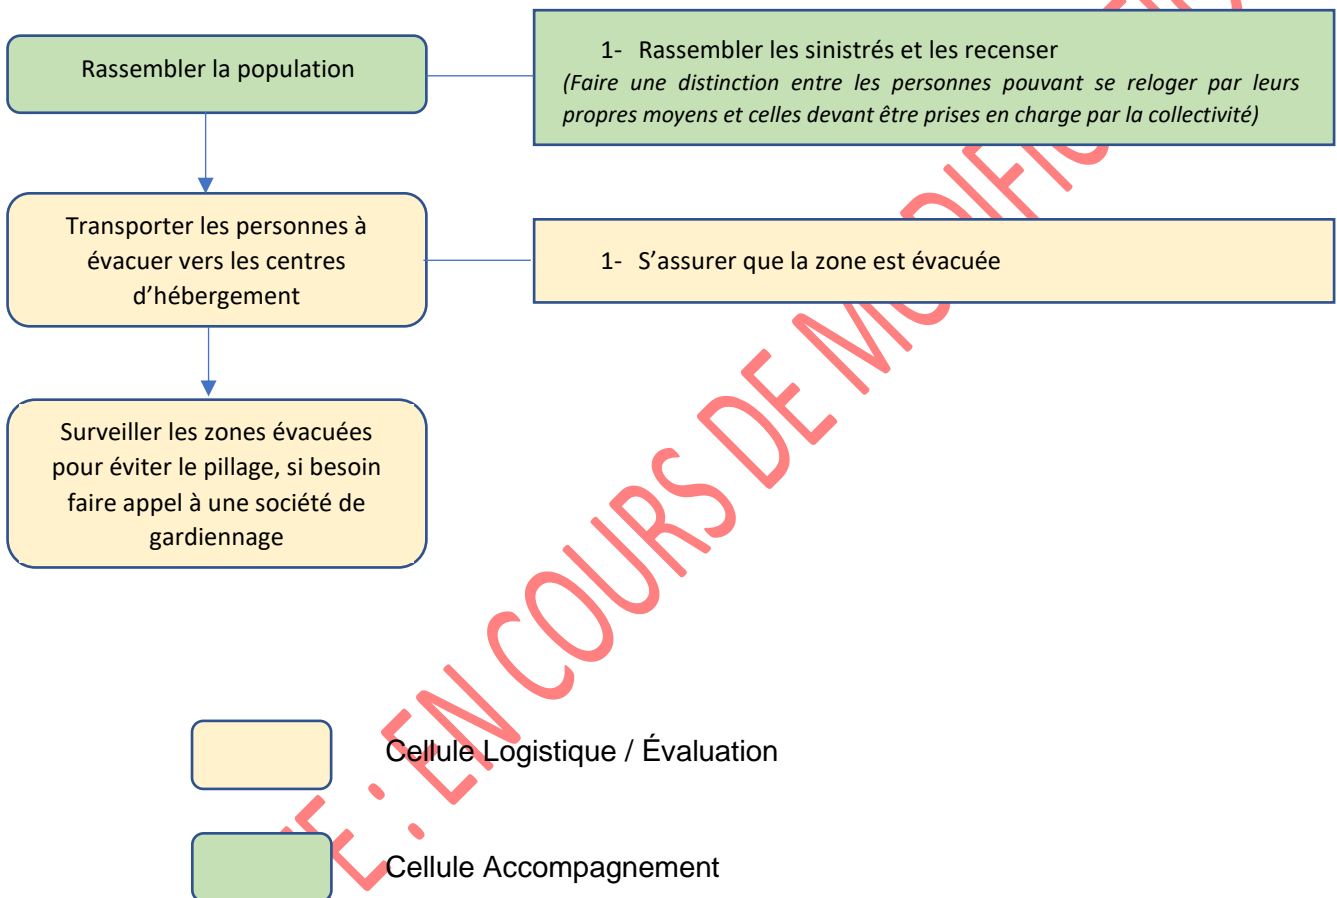 Rassembler la population
1- Rassembler les sinistrés et les recenser
(Faire une distinction entre les personnes pouvant se reloger par leurs
propres moyens et celles devant être prises en charge par la collectivité)
Transporter les personnes à
évacuer vers les centres
d’hébergement
1- S’assurer que la zone est évacuée
Surveiller les zones évacuées
pour éviter le pillage, si besoin
faire appel à une société de
gardiennage
Cellule Logistique / Évaluation
Cellule Accompagnement
: EN COURS DE